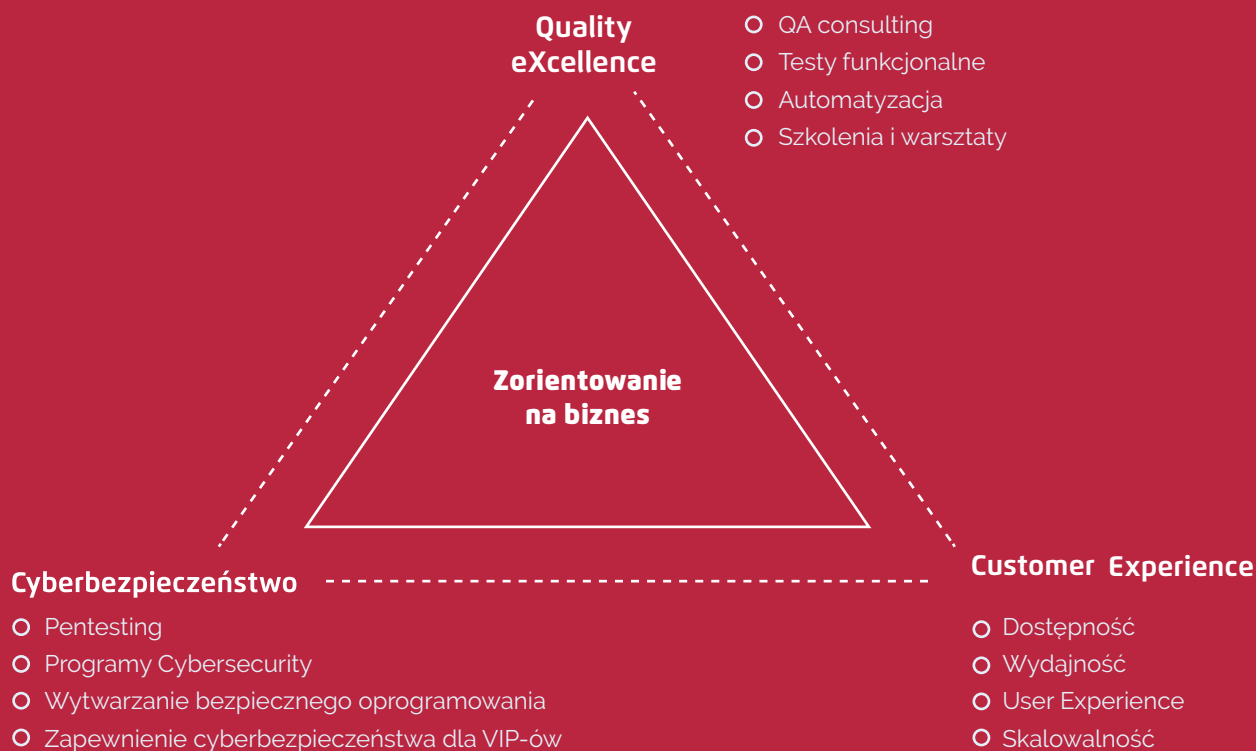 Quality
eXcellence
QA consulting
Testy funkcjonalne
Automatyzacja
Szkolenia i warsztaty
Zorientowanie
na biznes
Cyberbezpieczeństwo
Pentesting
Programy Cybersecurity
Wytwarzanie bezpiecznego oprogramowania
Zapewnienie cyberbezpieczeństwa dla VIP-ów
Customer Experience
Dostępność
Wydajność
User Experience
Skalowalność